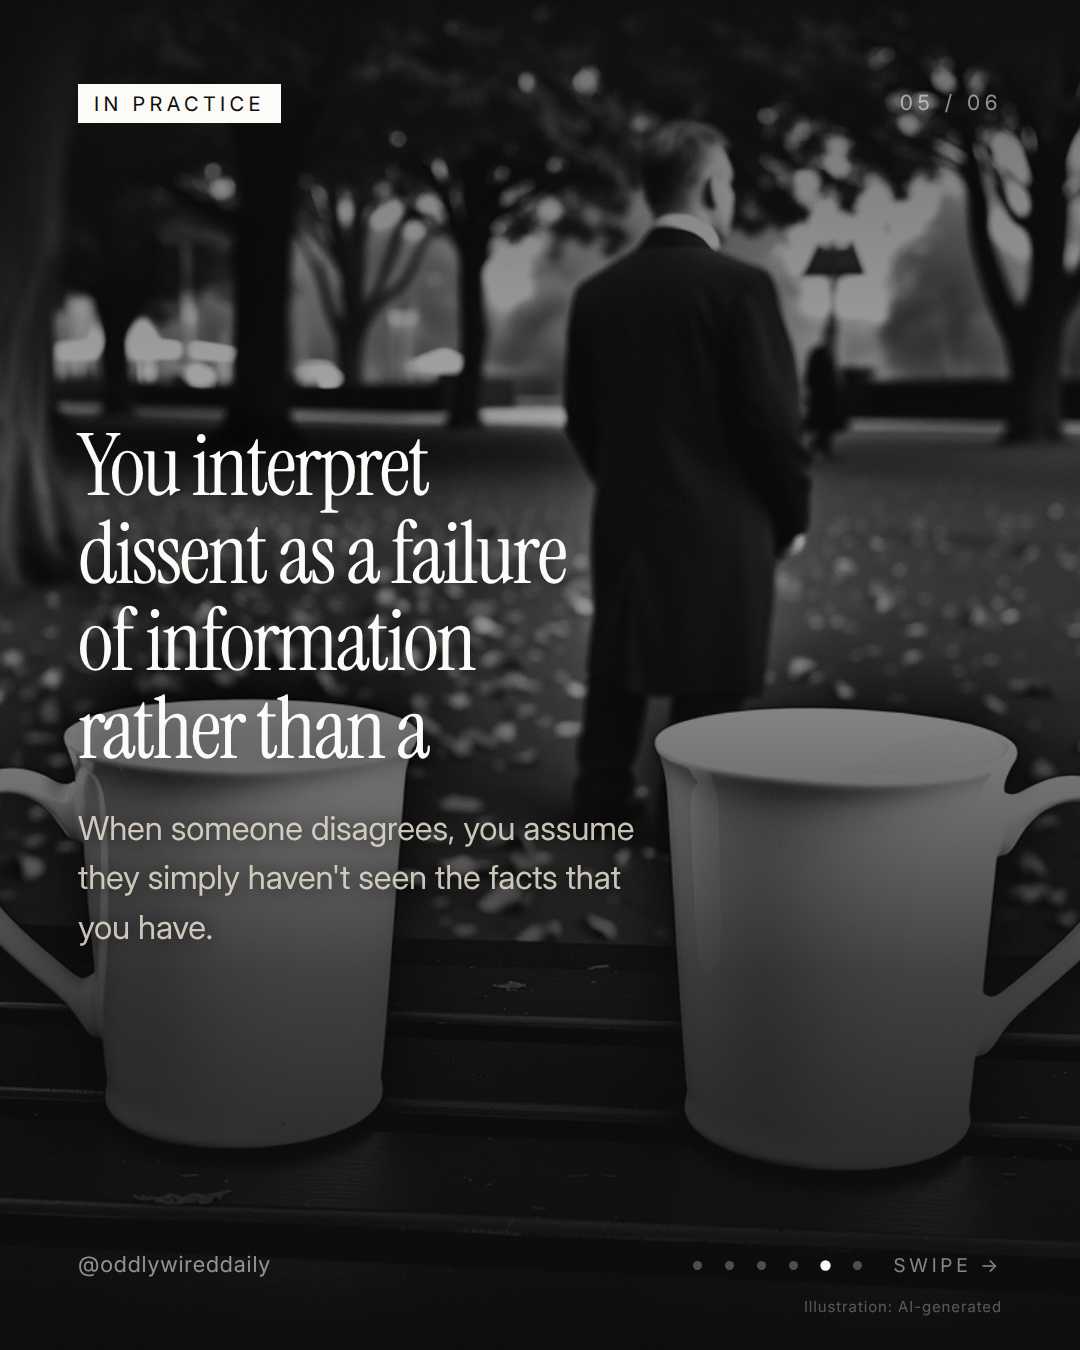 IN PRACTICE
05 / 06
You interpret
dissent as a failure
of information
rather than a
When someone disagrees, you assume
they simply haven't seen the facts that
you have.
@oddlywireddaily
SWIPE →
Illustration: AI-generated